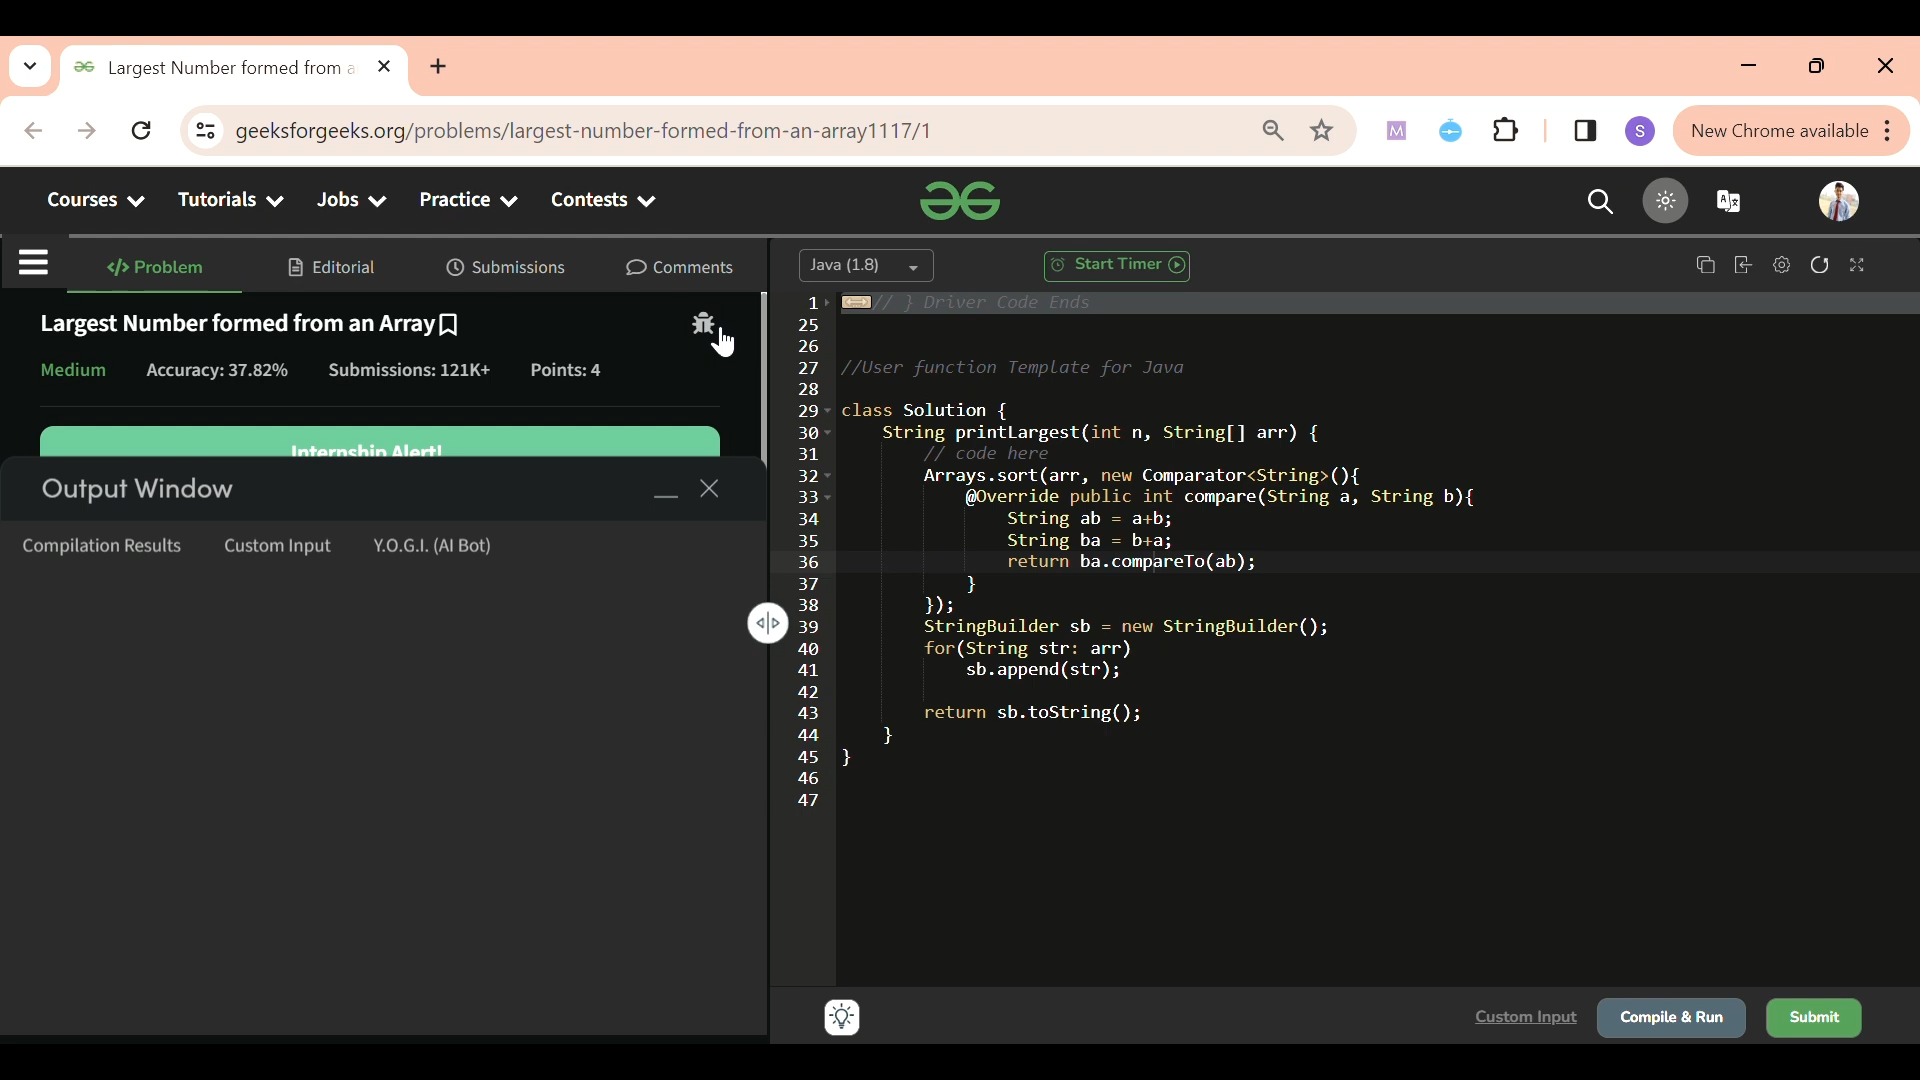 Largest Number formed from a
geeksforgeeks.org/problems/largest-number-formed-from-an-array1117/1
M
S
New Chrome available
Courses
Tutorials
Jobs
Practice
Contests
</> Problem
Editorial
Submissions
Comments
Largest Number formed from an Array
Medium
Accuracy: 37.82%
Submissions: 121K+
Points: 4
Internship Alert!
Output Window
Compilation Results
Custom Input
Y.O.G.I. (AI Bot)
Java (1.8)
Start Timer
1 // } Driver Code Ends
25
26
27 //User function Template for Java
28
29 class Solution {
30 String printLargest(int n, String[] arr) {
31 // code here
32 Arrays.sort(arr, new Comparator<String>(){
33 @Override public int compare(String a, String b){
34 String ab = a+b;
35 String ba = b+a;
36 return ba.compareTo(ab);
37 }
38 });
39 StringBuilder sb = new StringBuilder();
40 for(String str: arr)
41 sb.append(str);
42
43 return sb.toString();
44 }
45 }
46
47
Custom Input
Compile & Run
Submit